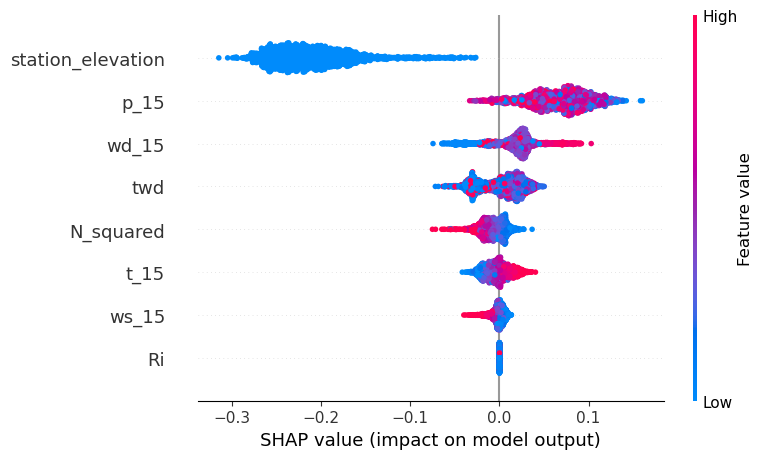 High
station_elevation
p_15
wd_15
twd
N_squared
t_15
ws_15
Ri
Feature value
Low
−0.3 −0.2 −0.1 0.0 0.1
SHAP value (impact on model output)